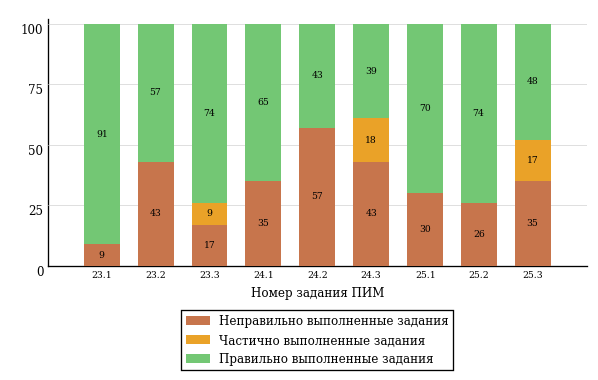 100
91 57 74 65 43 39 70 74 48
75
18
50
17
9
43 57 43
25
9 17 35 30 26 35
0
23.1 23.2 23.3 24.1 24.2 24.3 25.1 25.2 25.3
Номер задания ПИМ
Неправильно выполненные задания
Частично выполненные задания
Правильно выполненные задания